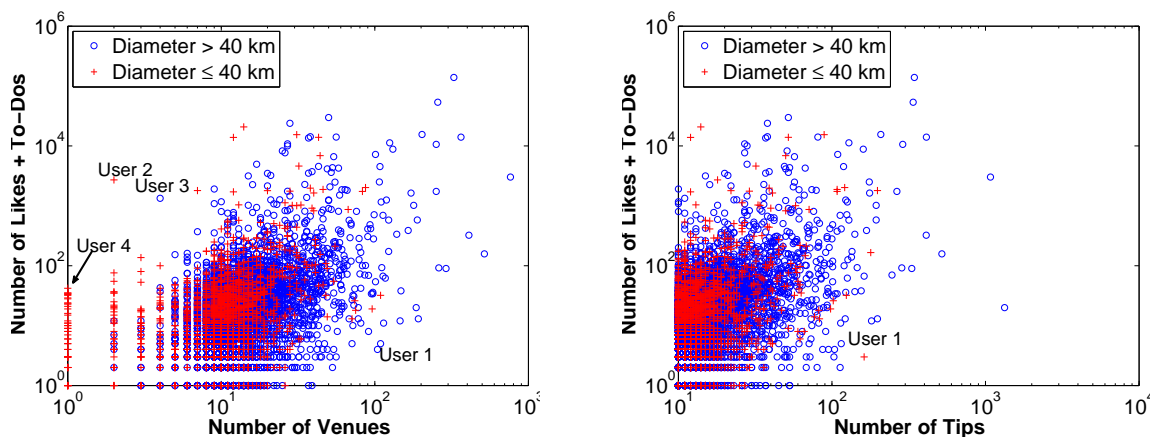 Number of Likes + To-Dos
10^6
10^4
10^2
10^0
Diameter > 40 km
Diameter ≤ 40 km
User 2
User 3
User 4
User 1
10^0
10^1
10^2
10^3
Number of Venues
Number of Likes + To-Dos
10^6
10^4
10^2
10^0
Diameter > 40 km
Diameter ≤ 40 km
User 1
10^1
10^2
10^3
10^4
Number of Tips